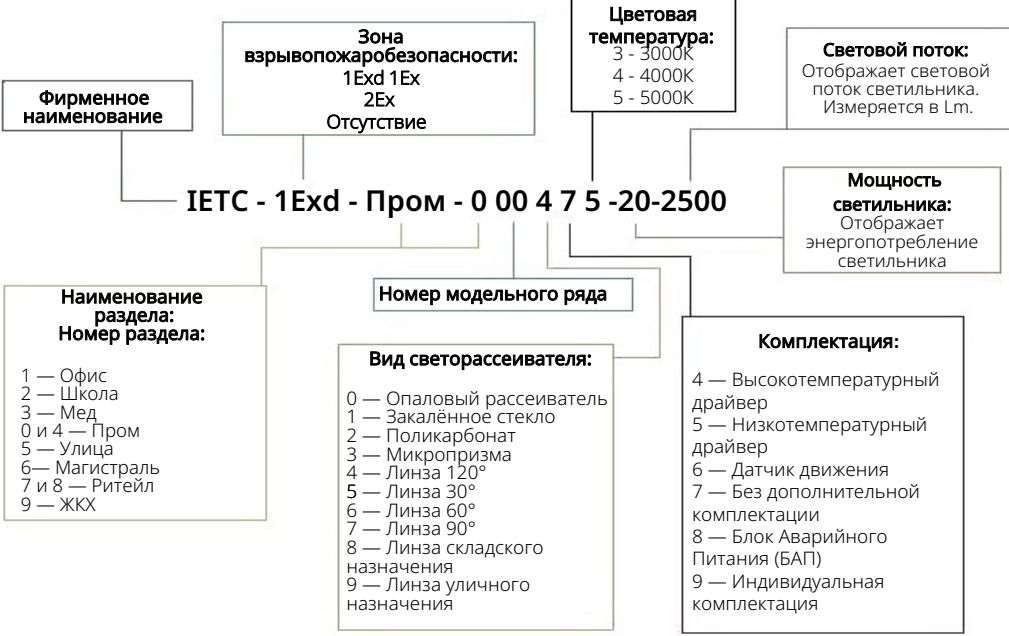 Цветовая
температура:
3 - 3000К
4 - 4000К
5 - 5000К
Зона
взрывопожаробезопасности:
1Exd 1Ex
2Ex
Отсутствие
Световой поток:
Отображает световой
поток светильника.
Измеряется в Lm.
Фирменное
наименование
IETC - 1Exd - Пром - 0 00 4 7 5 -20-2500
Мощность
светильника:
Отображает
энергопотребление
светильника
Наименование
раздела:
Номер раздела:
1 — Офис
2 — Школа
3 — Мед
0 и 4 — Пром
5 — Улица
6— Магистраль
7 и 8 — Ритейл
9 — ЖКХ
Номер модельного ряда
Вид светорассеивателя:
0 — Опаловый рассеиватель
1 — Закалённое стекло
2 — Поликарбонат
3 — Микропризма
4 — Линза 120°
5 — Линза 30°
6 — Линза 60°
7 — Линза 90°
8 — Линза складского
назначения
9 — Линза уличного
назначения
Комплектация:
4 — Высокотемпературный
драйвер
5 — Низкотемпературный
драйвер
6 — Датчик движения
7 — Без дополнительной
комплектации
8 — Блок Аварийного
Питания (БАП)
9 — Индивидуальная
комплектация